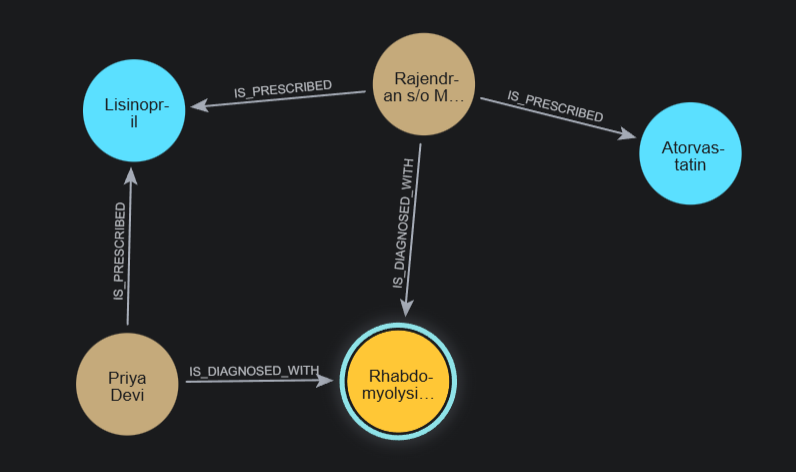 Rajendr-
an s/o M...
IS_PRESCRIBED
IS_PRESCRIBED
Lisinopr-
il
Atorvas-
tatin
IS_DIAGNOSED_WITH
IS_PRESCRIBED
Priya
Devi
IS_DIAGNOSED_WITH
Rhabdo-
myolysi...